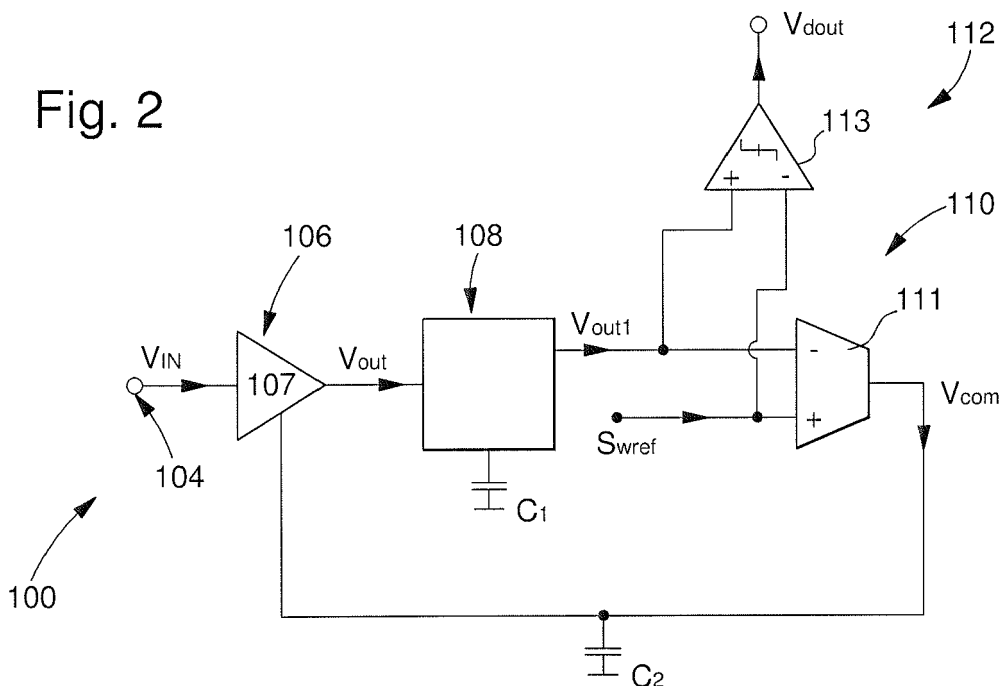 Fig. 2
Vdout
112
113
+ -
110
106
108
111
VIN
107
Vout
Vout1
-
Vcom
Swref
+
104
C1
100
C2